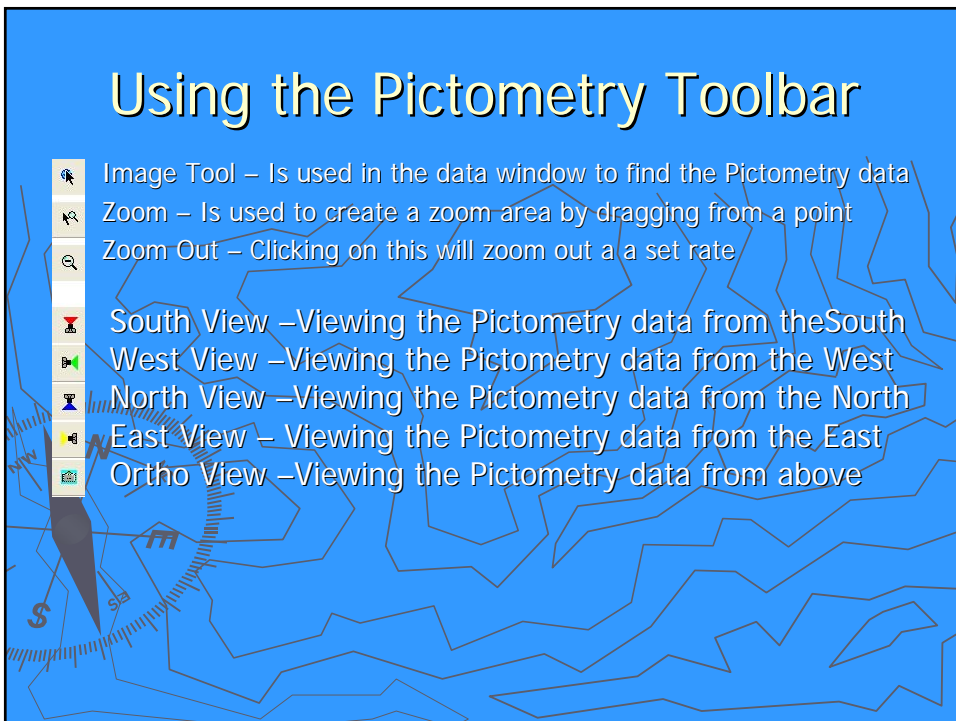 Using the Pictometry Toolbar
Image Tool – Is used in the data window to find the Pictometry data
Zoom – Is used to create a zoom area by dragging from a point
Zoom Out – Clicking on this will zoom out a a set rate
South View –Viewing the Pictometry data from theSouth
West View –Viewing the Pictometry data from the West
North View –Viewing the Pictometry data from the North
East View – Viewing the Pictometry data from the East
Ortho View –Viewing the Pictometry data from above
NW
N
E
SE
S